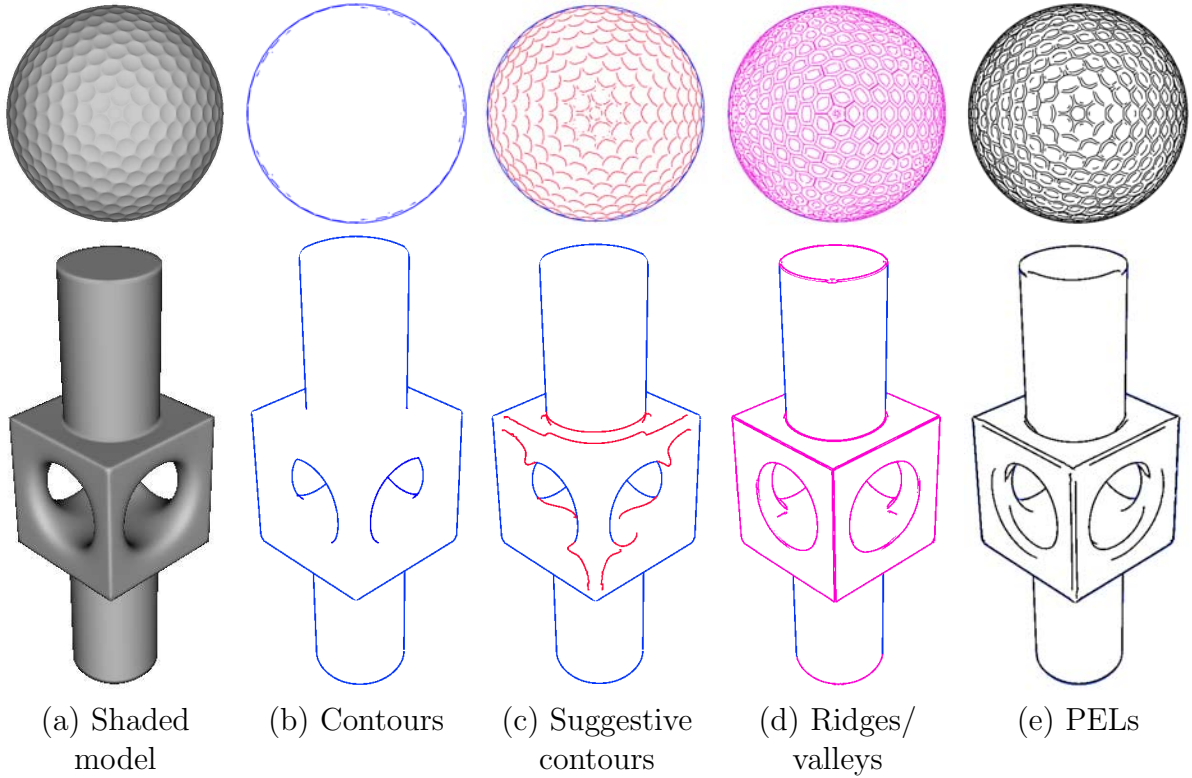 (a) Shaded
model
(b) Contours
(c) Suggestive
contours
(d) Ridges/
valleys
(e) PELs